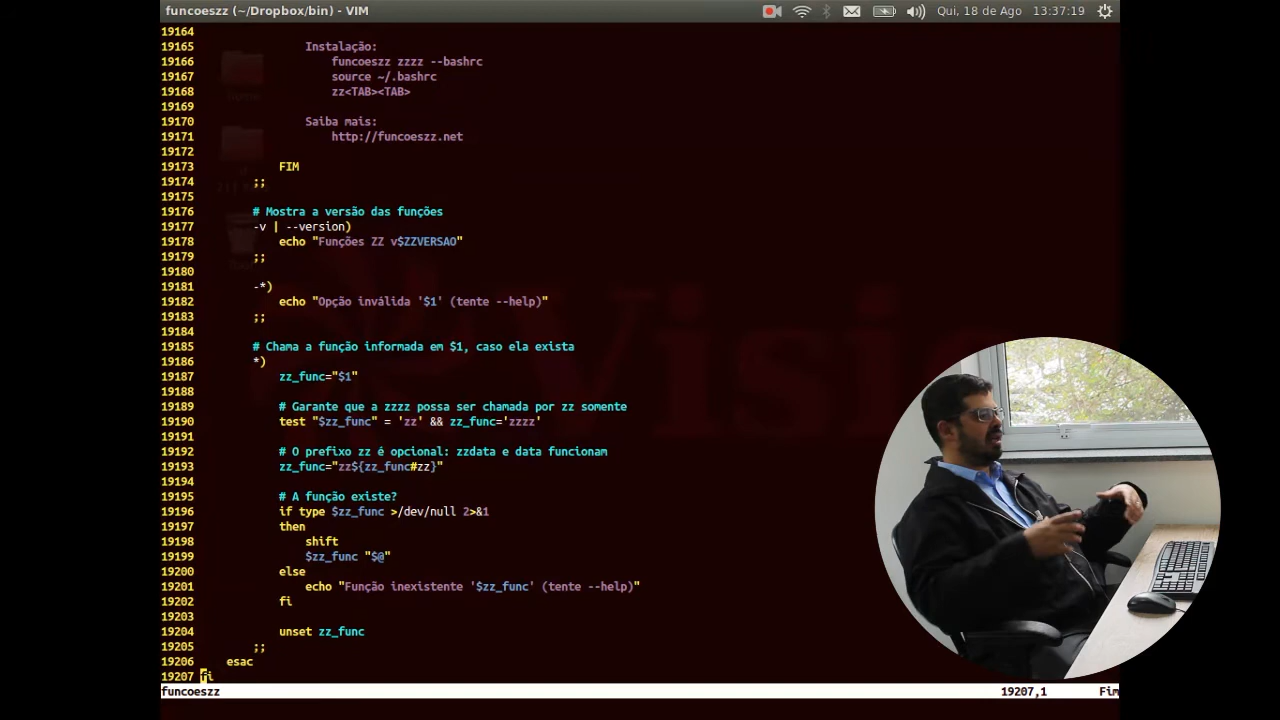 funcoeszz (~/Dropbox/bin) - VIM
Qui, 18 de Ago 13:37:19
19164
19165 Instalação:
19166 funcoeszz zzzz --bashrc
19167 source ~/.bashrc
19168 zz<TAB><TAB>
19169
19170 Saiba mais:
19171 http://funcoeszz.net
19172
19173 FIM
19174 ;;
19175
19176 # Mostra a versão das funções
19177 -v | --version)
19178 echo "Funções ZZ v$ZZVERSAO"
19179 ;;
19180
19181 -*)
19182 echo "Opção inválida '$1' (tente --help)"
19183 ;;
19184
19185 # Chama a função informada em $1, caso ela exista
19186 *)
19187 zz_func="$1"
19188
19189 # Garante que a zzzz possa ser chamada por zz somente
19190 test "$zz_func" = 'zz' && zz_func='zzzz'
19191
19192 # O prefixo zz é opcional: zzdata e data funcionam
19193 zz_func="zz${zz_func#zz}"
19194
19195 # A função existe?
19196 if type $zz_func >/dev/null 2>&1
19197 then
19198 shift
19199 $zz_func "$@"
19200 else
19201 echo "Função inexistente '$zz_func' (tente --help)"
19202 fi
19203
19204 unset zz_func
19205 ;;
19206 esac
19207 fi
funcoeszz 19207,1 Fim